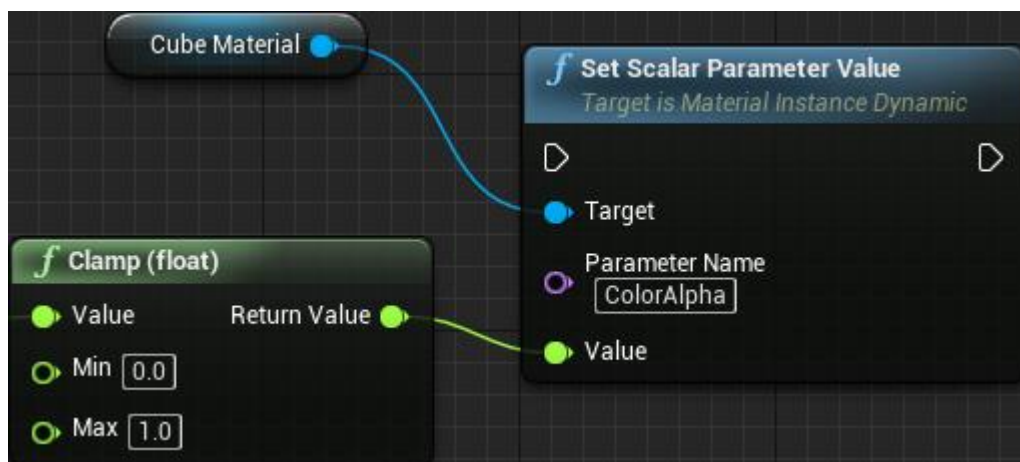 Cube Material
f Set Scalar Parameter Value
Target is Material Instance Dynamic
Target
Parameter Name
ColorAlpha
Value
f Clamp (float)
Value Return Value
Min 0.0
Max 1.0